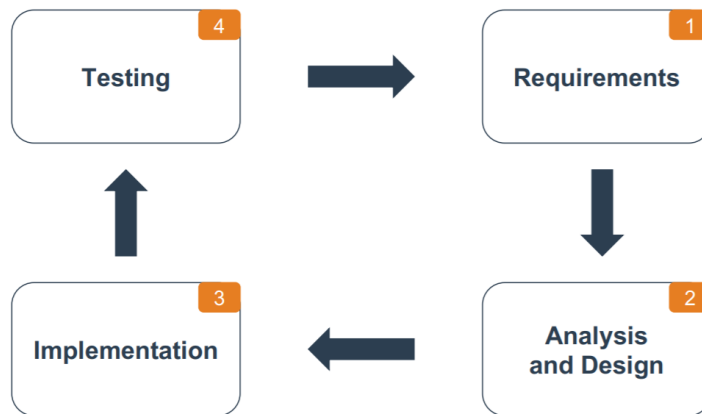 4
Testing
1
Requirements
3
Implementation
2
Analysis
and Design